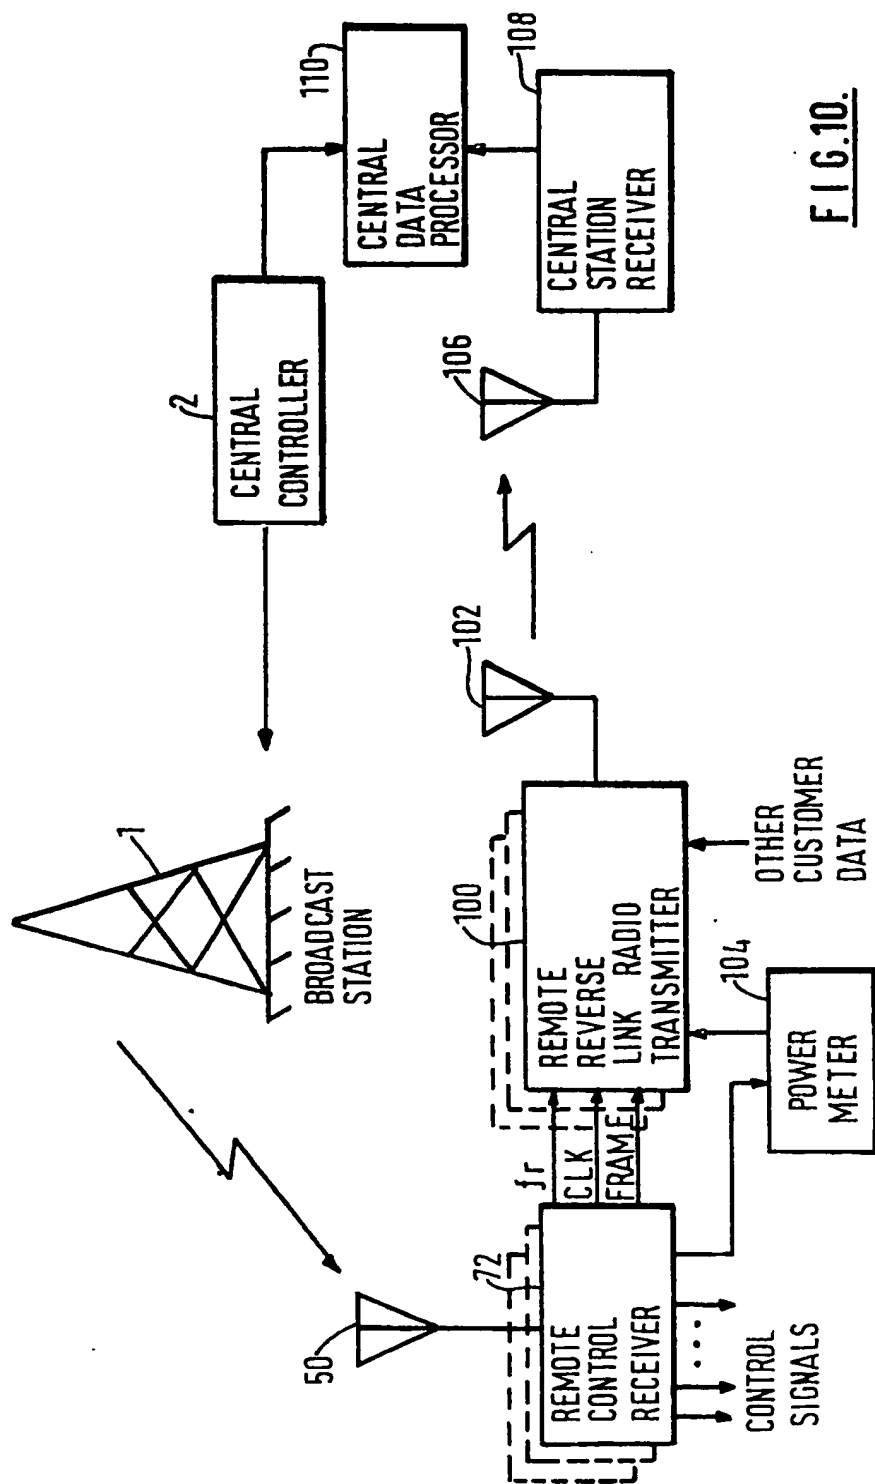 1
BROADCAST
STATION
2
CENTRAL
CONTROLLER
110
CENTRAL
DATA
PROCESSOR
50
72
REMOTE
CONTROL
RECEIVER
CONTROL
SIGNALS
fr
CLK
FRAME
100
REMOTE
REVERSE
LINK RADIO
TRANSMITTER
104
POWER
METER
OTHER
CUSTOMER
DATA
102
106
108
CENTRAL
STATION
RECEIVER
FIG.10.